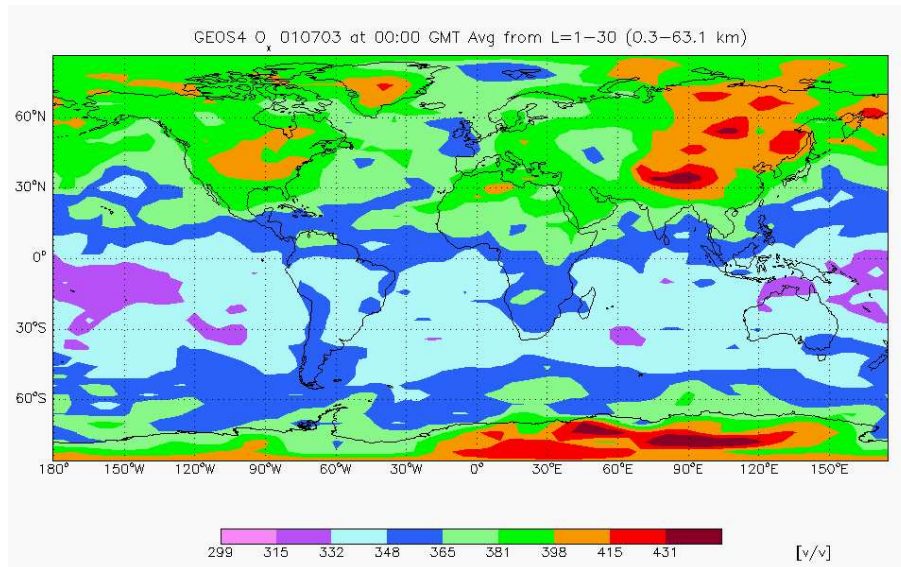 GEOS4 Oₓ 010703 at 00:00 GMT Avg from L=1–30 (0.3–63.1 km)
60°N
30°N
0°
30°S
60°S
180° 150°W 120°W 90°W 60°W 30°W 0° 30°E 60°E 90°E 120°E 150°E
299 315 332 348 365 381 398 415 431
[v/v]